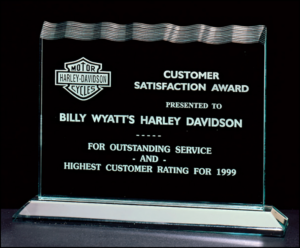 MOTOR
HARLEY-DAVIDSON
CYCLES
CUSTOMER
SATISFACTION AWARD
PRESENTED TO
BILLY WYATT'S HARLEY DAVIDSON
-----
FOR OUTSTANDING SERVICE
- AND -
HIGHEST CUSTOMER RATING FOR 1999